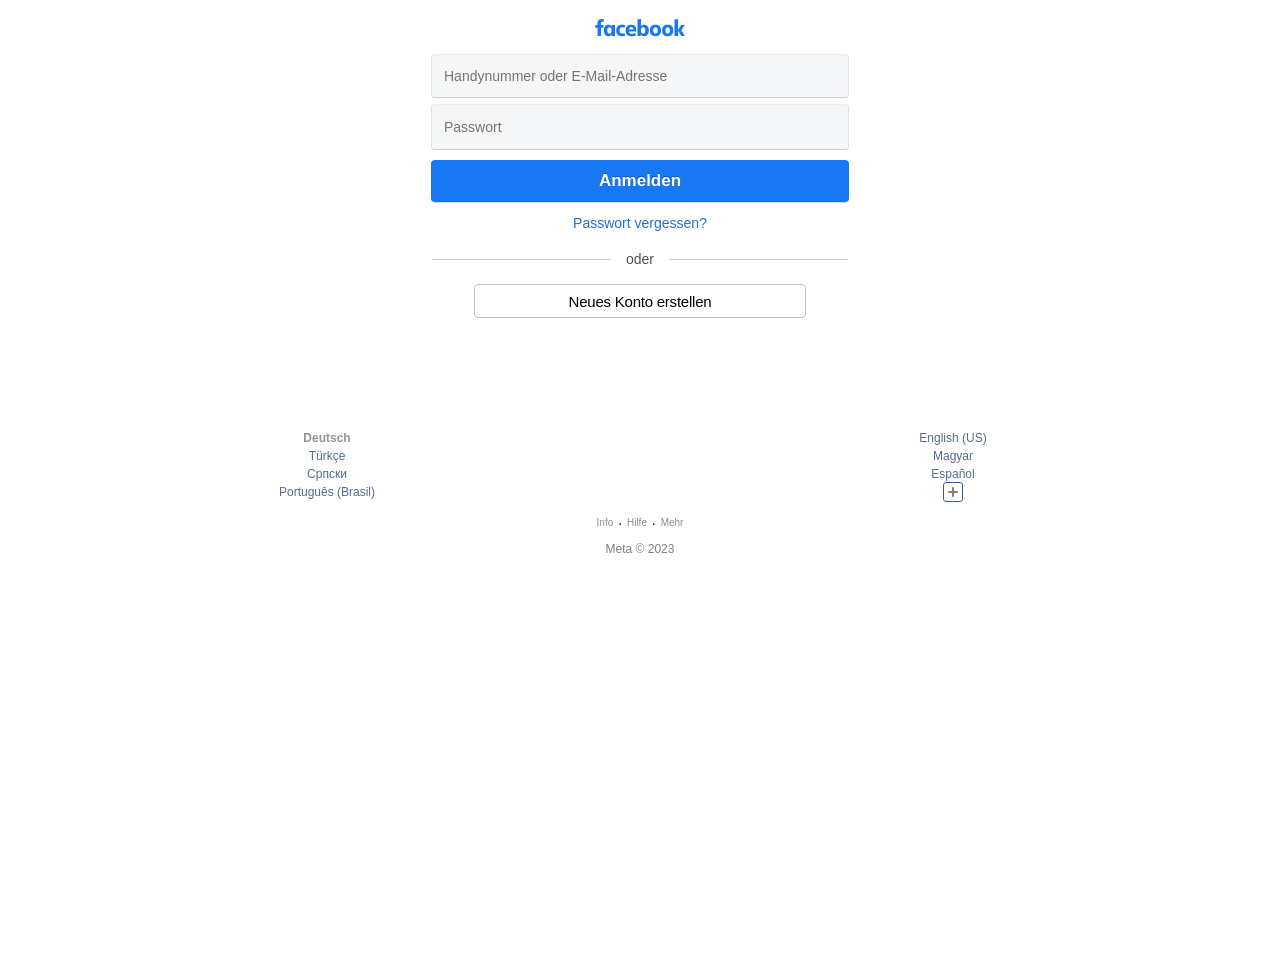 facebook
Handynummer oder E-Mail-Adresse
Passwort
Anmelden
Passwort vergessen?
oder
Neues Konto erstellen
Deutsch
Türkçe
Српски
Português (Brasil)
English (US)
Magyar
Español
Info · Hilfe · Mehr
Meta © 2023